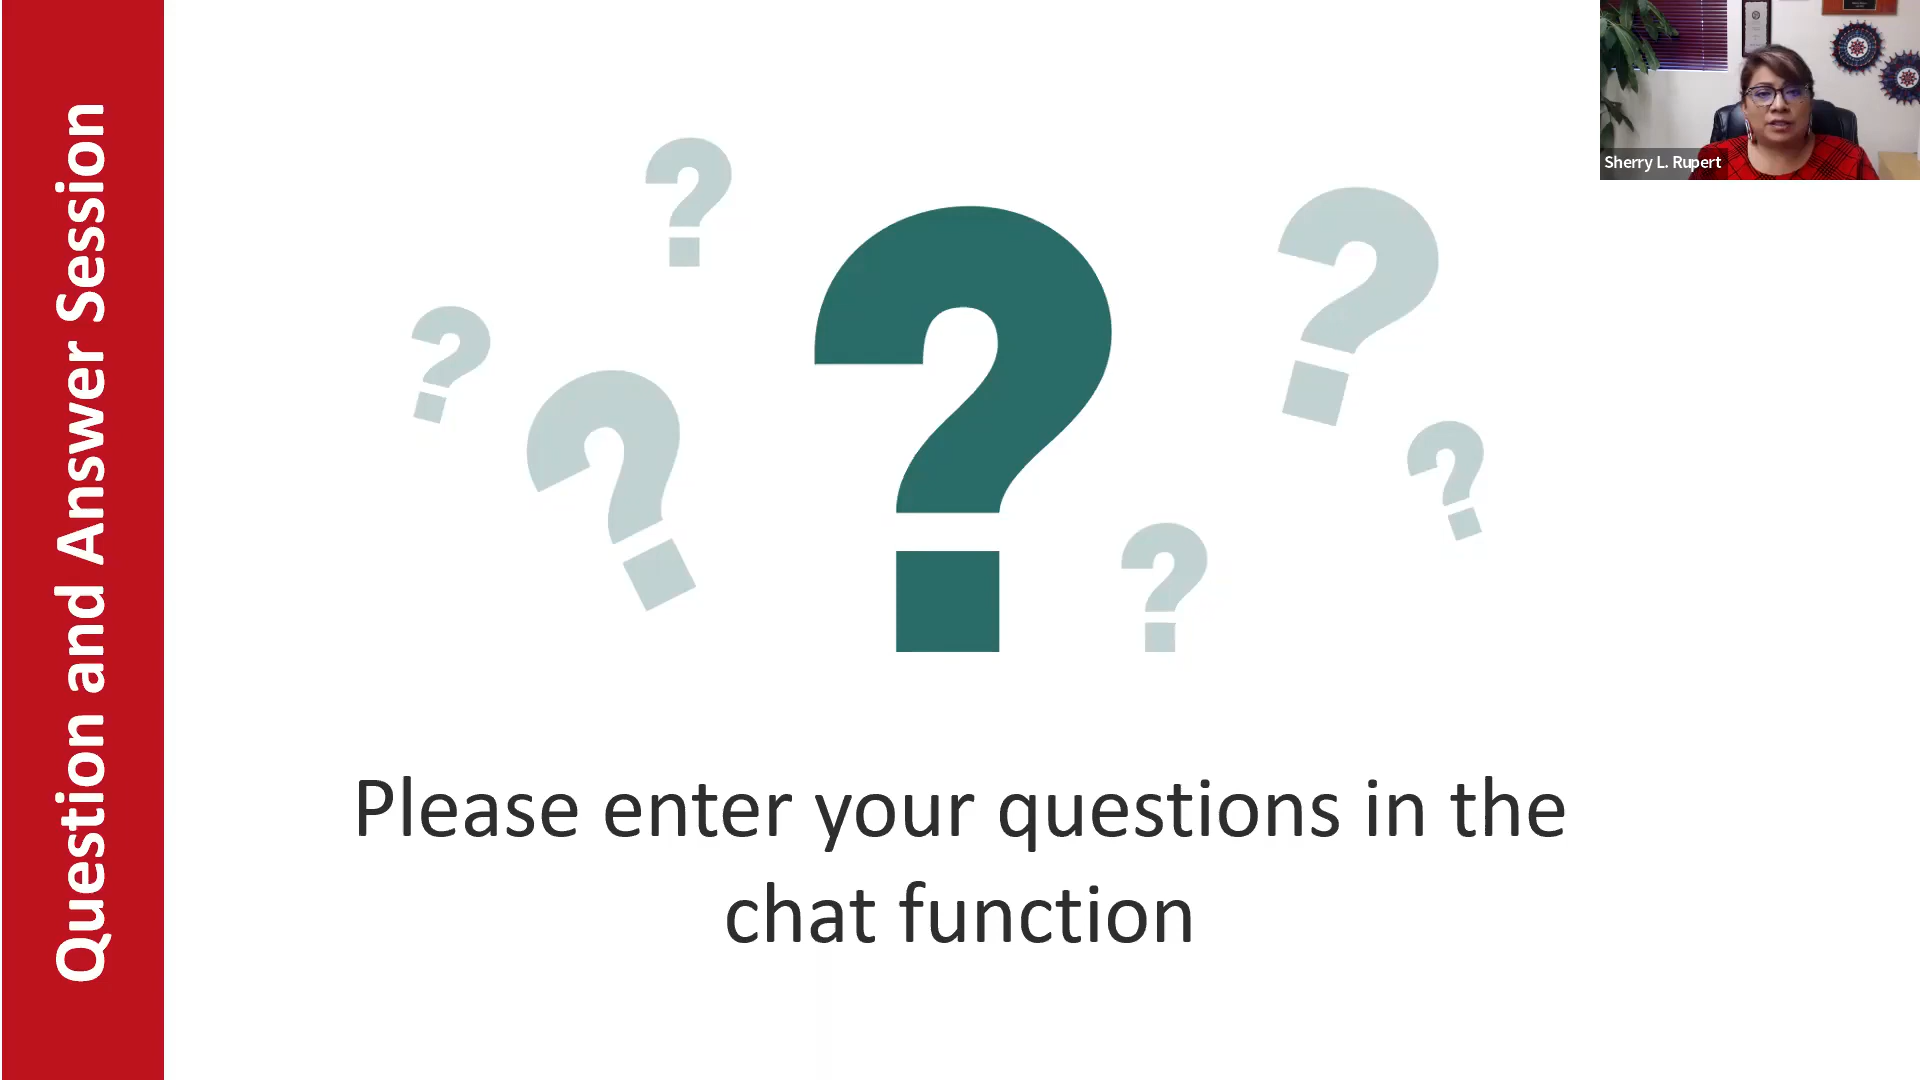 Question and Answer Session
Sherry L. Rupert
Please enter your questions in the
chat function